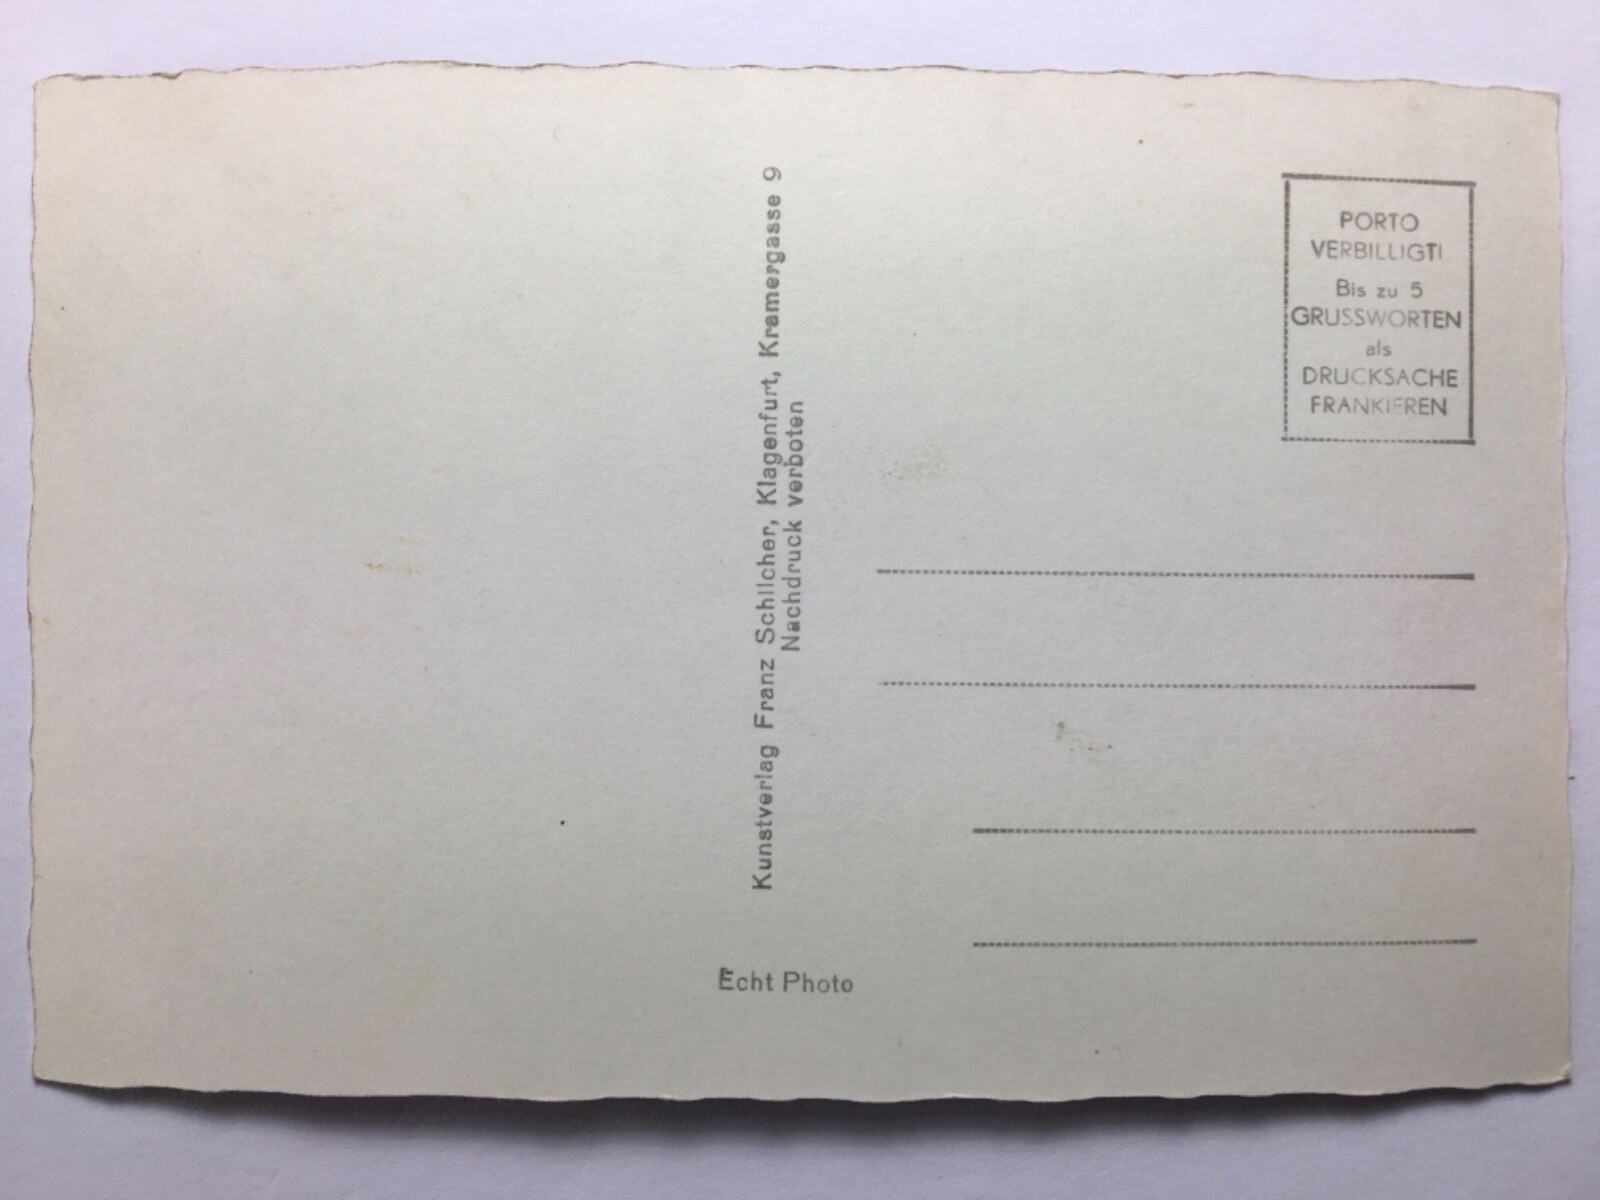 Kunstverlag Franz Schilcher, Klagenfurt, Kramergasse 9
Nachdruck verboten
Echt Photo
PORTO
VERBILLIGT!
Bis zu 5
GRUSSWORTEN
als
DRUCKSACHE
FRANKIEREN